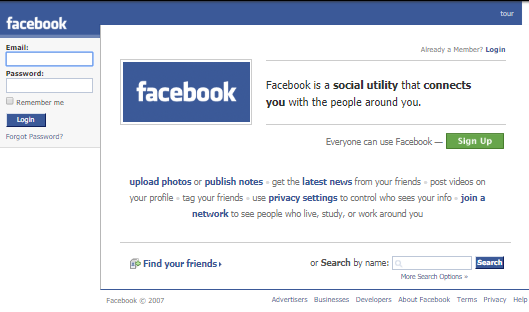 facebook
tour
Email:
Password:
Remember me
Login
Forgot Password?
Already a Member? Login
facebook
Facebook is a social utility that connects
you with the people around you.
Everyone can use Facebook — Sign Up
upload photos or publish notes » get the latest news from your friends » post videos on
your profile » tag your friends » use privacy settings to control who sees your info » join a
network to see people who live, study, or work around you
Find your friends
or Search by name: Search
More Search Options »
Facebook © 2007
Advertisers Businesses Developers About Facebook Terms Privacy Help